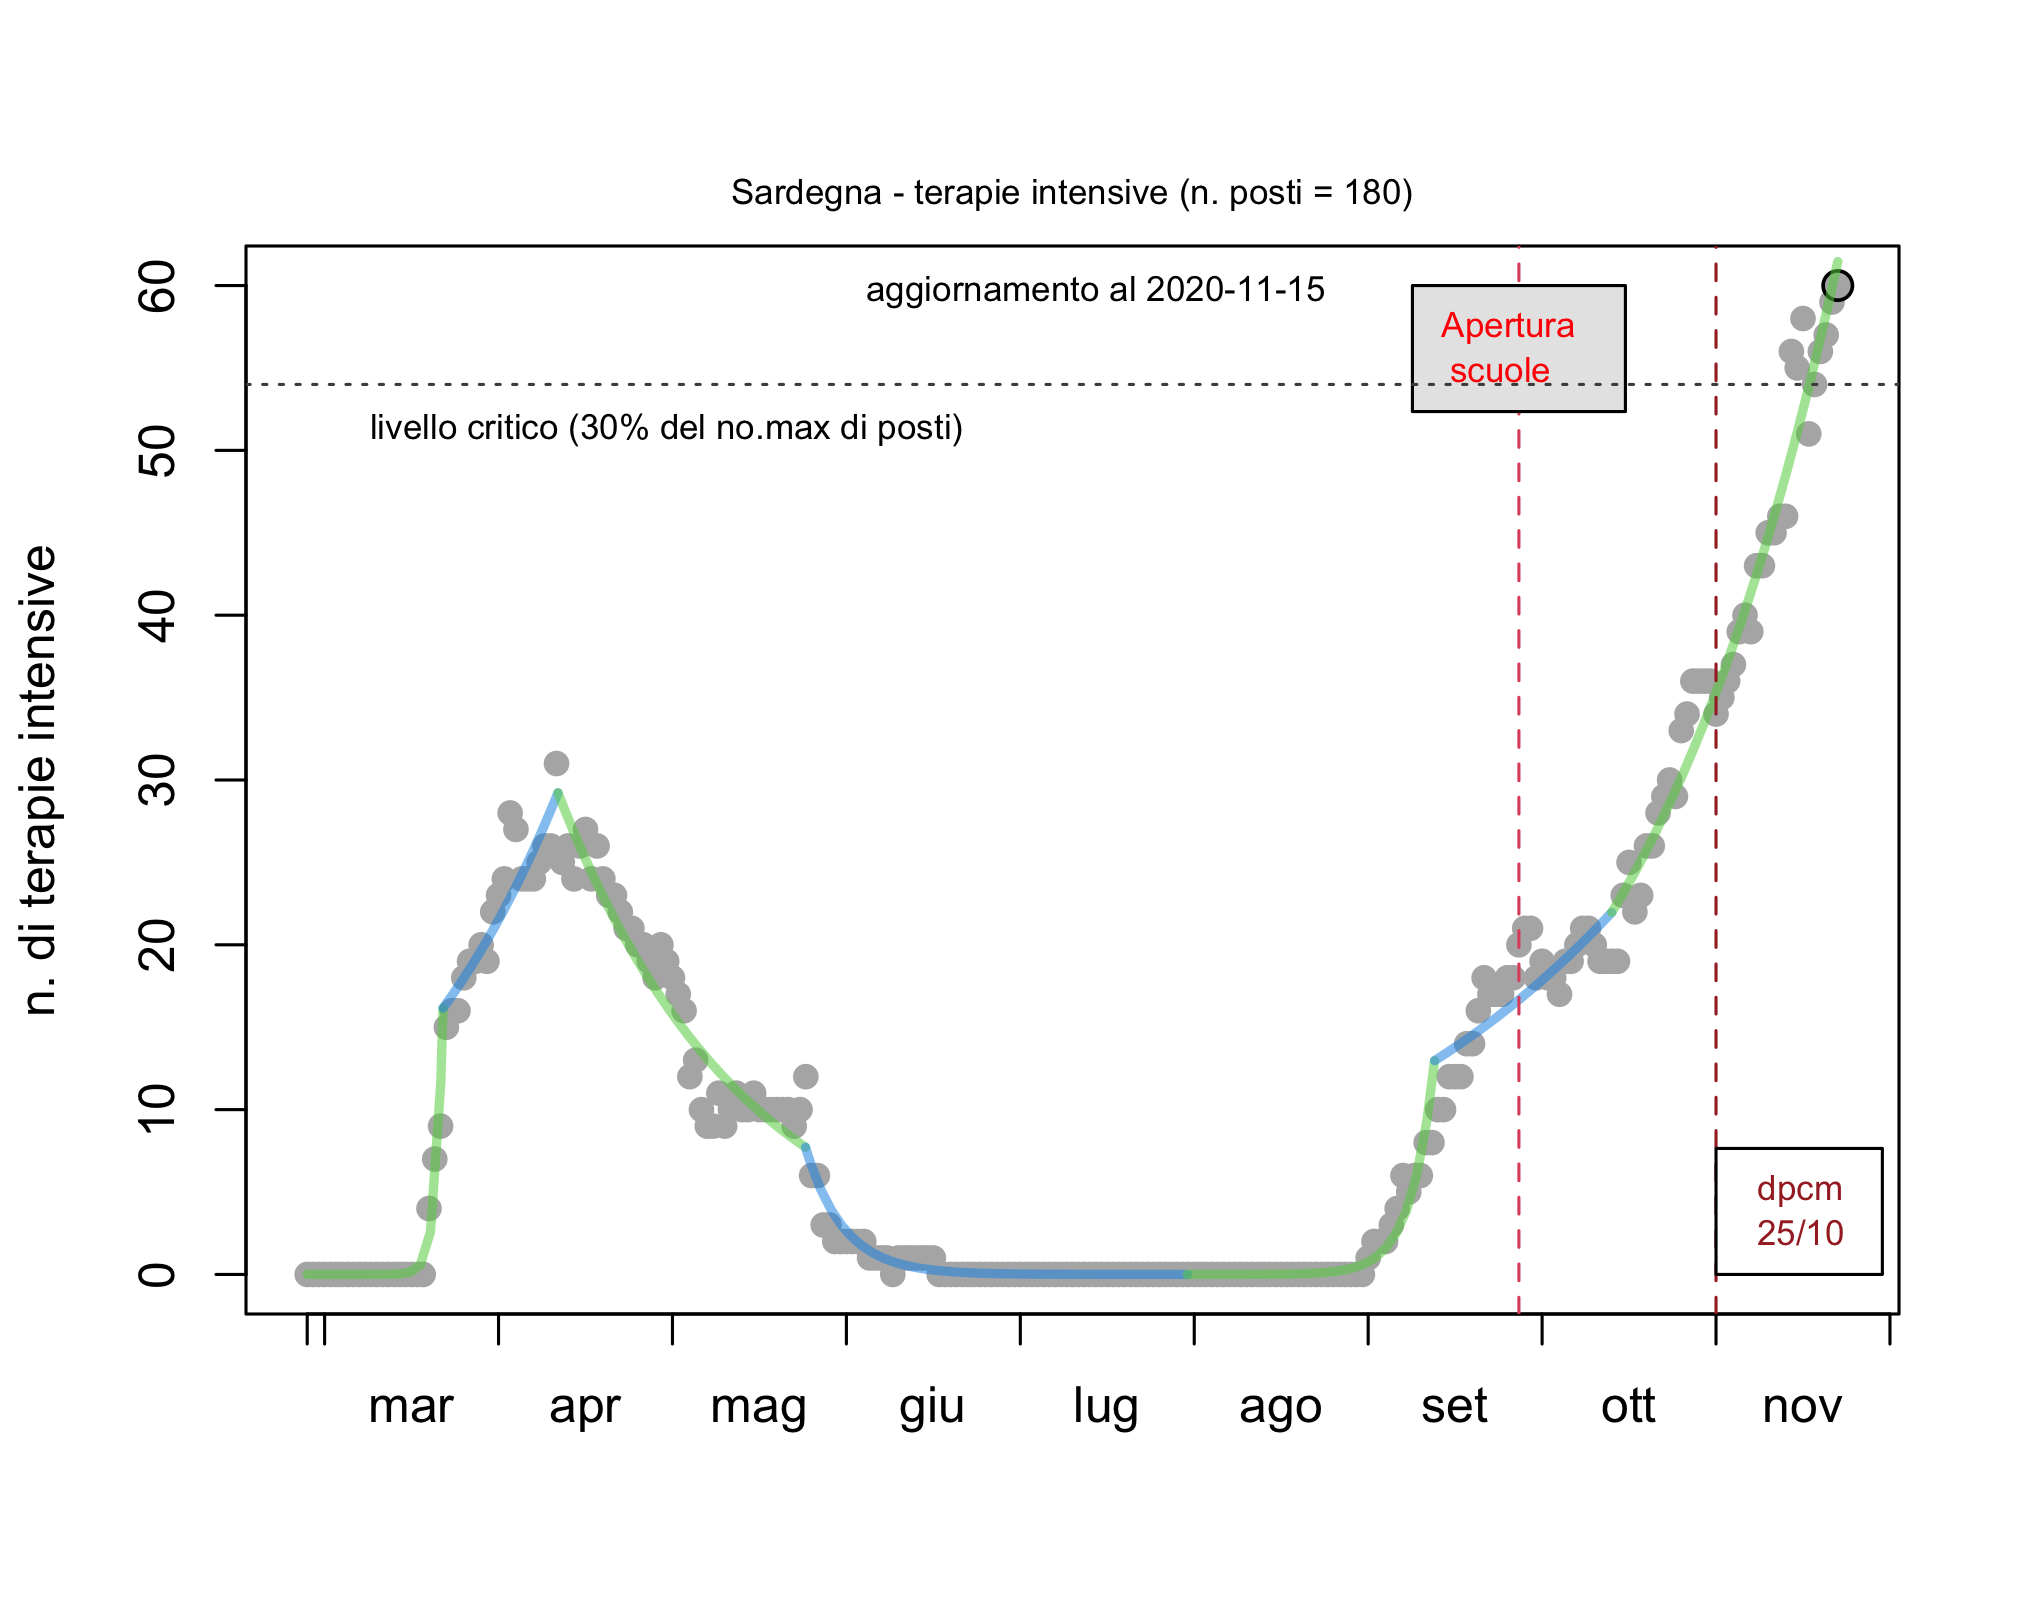 Sardegna - terapie intensive (n. posti = 180)
aggiornamento al 2020-11-15
Apertura
scuole
livello critico (30% del no.max di posti)
n. di terapie intensive
60
50
40
30
20
10
0
dpcm
25/10
mar apr mag giu lug ago set ott nov